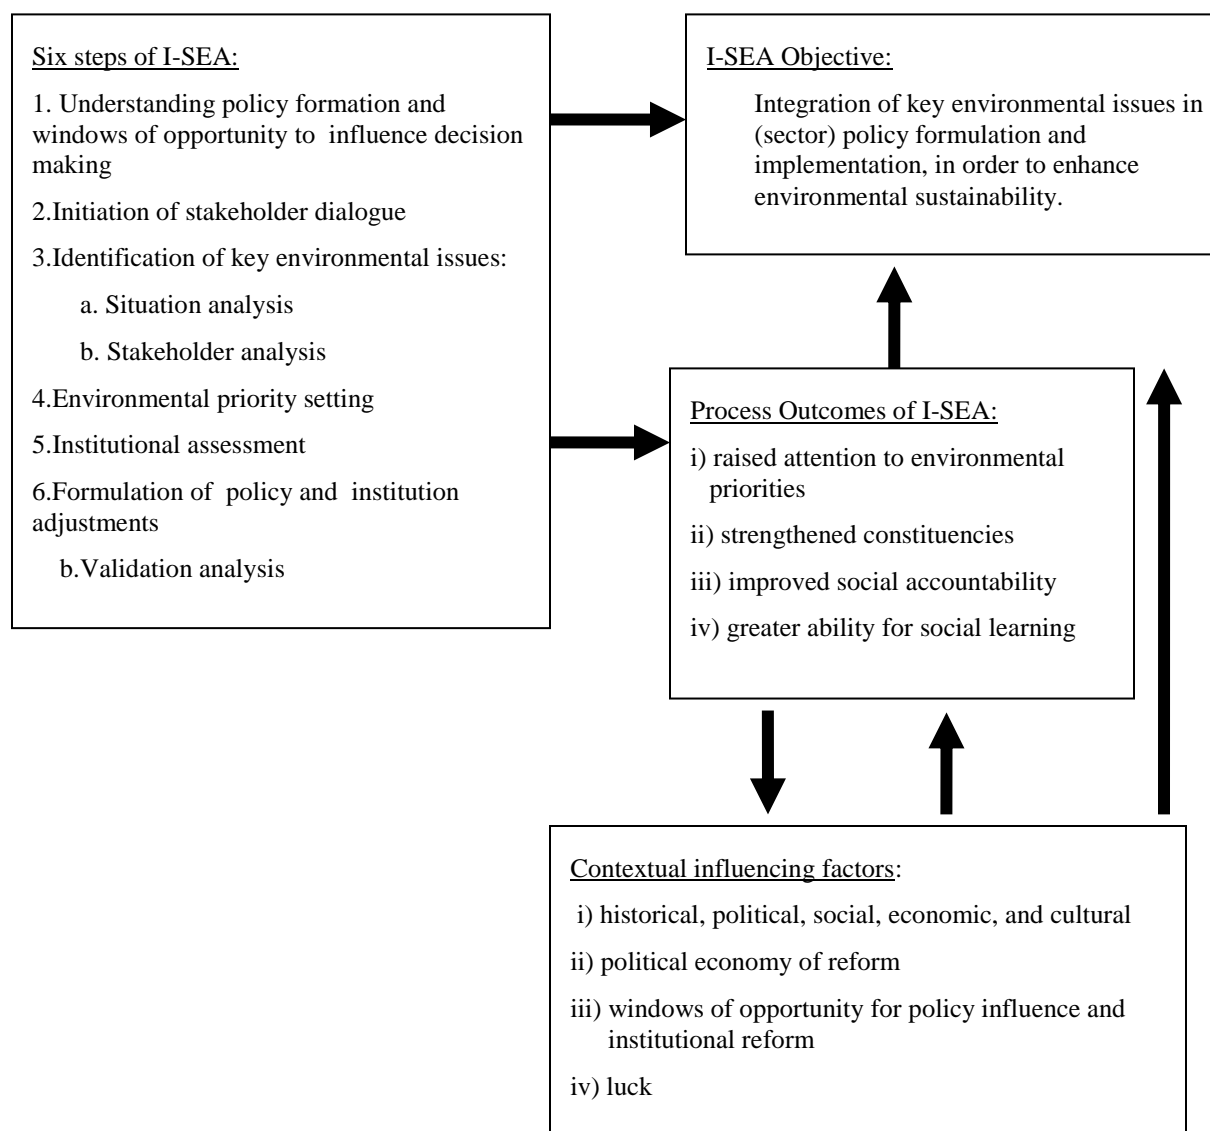 Six steps of I-SEA:
1. Understanding policy formation and
windows of opportunity to  influence decision
making
2.Initiation of stakeholder dialogue
3.Identification of key environmental issues:
a. Situation analysis
b. Stakeholder analysis
4.Environmental priority setting
5.Institutional assessment
6.Formulation of  policy and  institution
adjustments
b.Validation analysis
I-SEA Objective:
Integration of key environmental issues in
(sector) policy formulation and
implementation, in order to enhance
environmental sustainability.
Process Outcomes of I-SEA:
i) raised attention to environmental
priorities
ii) strengthened constituencies
iii) improved social accountability
iv) greater ability for social learning
Contextual influencing factors:
i) historical, political, social, economic, and cultural
ii) political economy of reform
iii) windows of opportunity for policy influence and
institutional reform
iv) luck